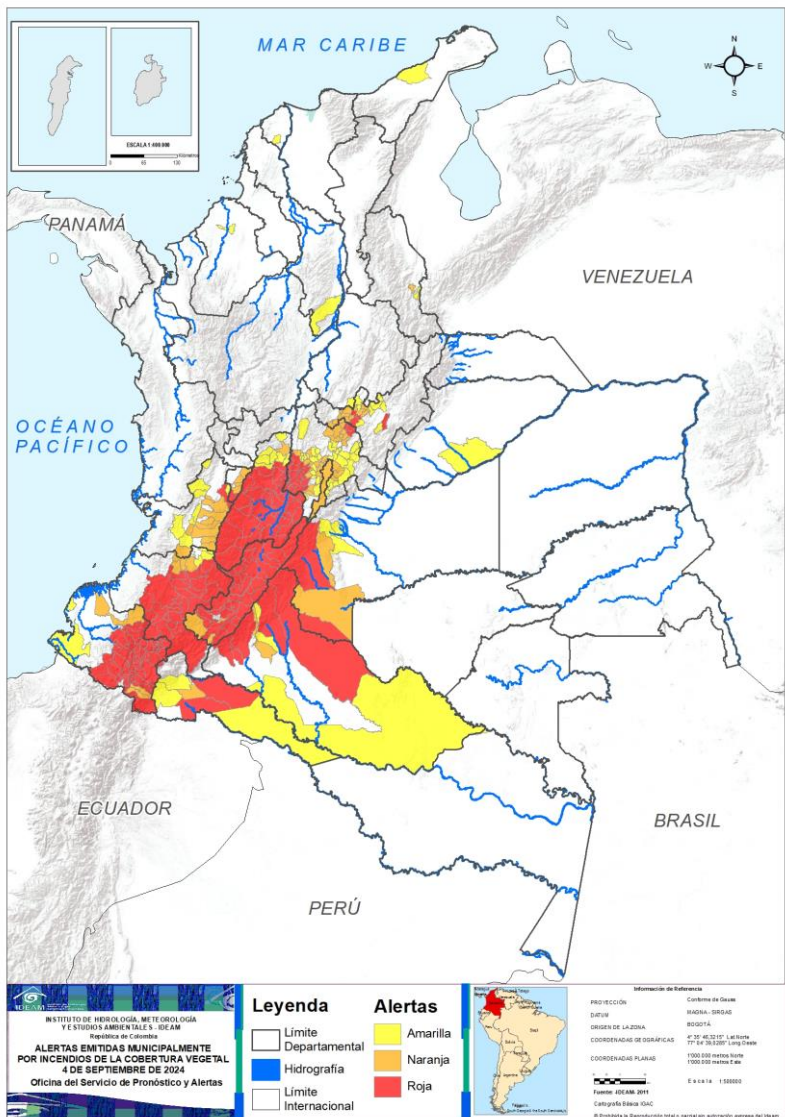 MAR CARIBE
N
W
E
S
ESCALA 1:400.000
PANAMÁ
VENEZUELA
OCÉANO
PACÍFICO
ECUADOR
BRASIL
PERÚ
IDEAM
INSTITUTO DE HIDROLOGÍA, METEOROLOGÍA
Y ESTUDIOS AMBIENTALES - IDEAM
República de Colombia
ALERTAS EMITIDAS MUNICIPALMENTE
POR INCENDIOS DE LA COBERTURA VEGETAL
4 DE SEPTIEMBRE DE 2024
Oficina del Servicio de Pronóstico y Alertas
Leyenda
Límite
Departamental
Hidrografía
Límite
Internacional
Alertas
Amarilla
Naranja
Roja
Información de Referencia
PROYECCIÓN Conforme de Gauss
DATUM MAGNA - SIRGAS
ORIGEN DE LA ZONA BOGOTÁ
COORDENADAS GEOGRÁFICAS
COORDENADAS PLANAS
Fuente: IDEAM- 2011
Cartografía Básica IGAC